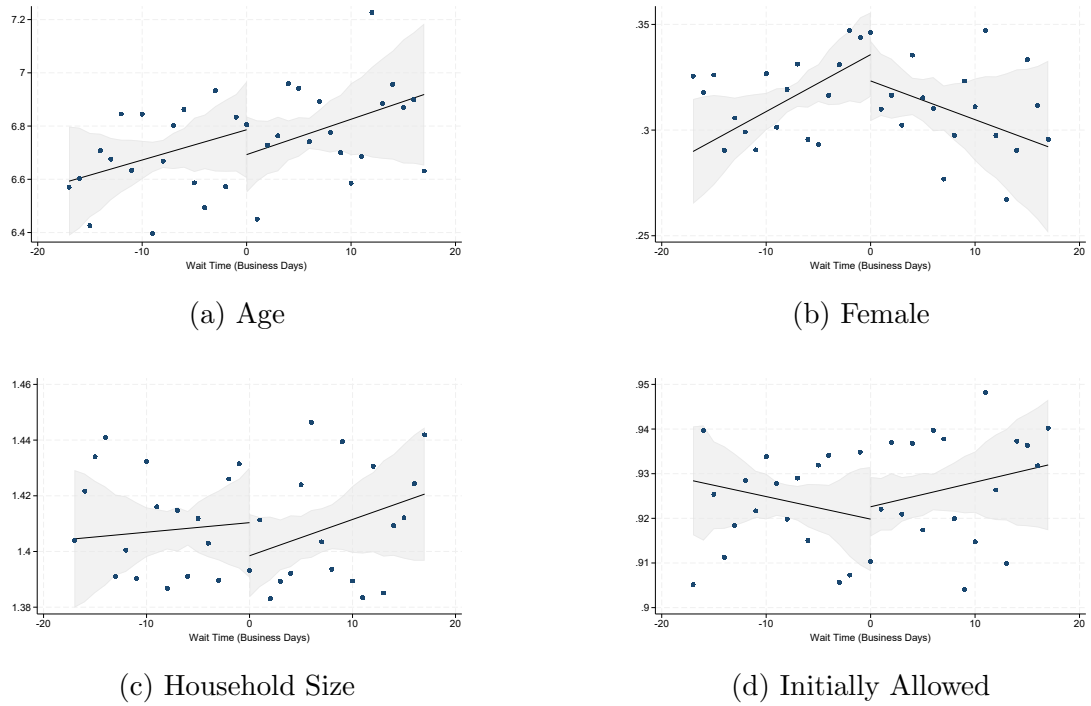 7.2
7
6.8
6.6
6.4
-20 -10 0 10 20
Wait Time (Business Days)
(a) Age
.35
.3
.25
-20 -10 0 10 20
Wait Time (Business Days)
(b) Female
1.46
1.44
1.42
1.4
1.38
-20 -10 0 10 20
Wait Time (Business Days)
(c) Household Size
.95
.94
.93
.92
.91
.9
-20 -10 0 10 20
Wait Time (Business Days)
(d) Initially Allowed